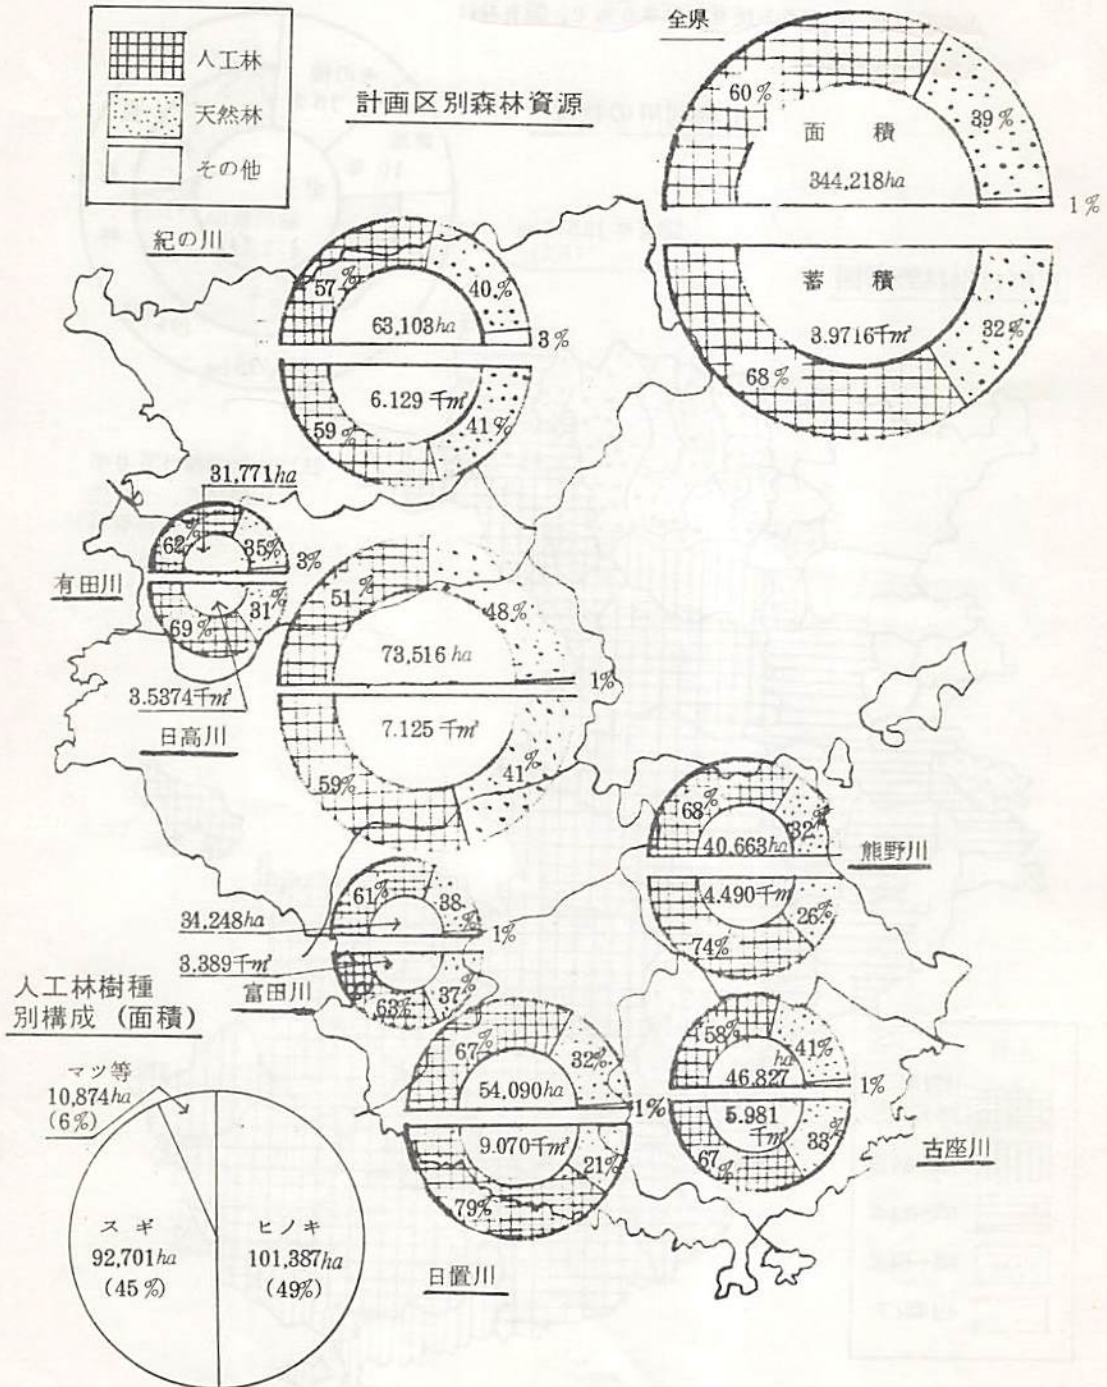 人工林
天然林
その他
計画区別森林資源
全県
60%
39%
面積
344,218ha
1%
蓄積
3.9716千m³
32%
68%
紀の川
57%
40%
63,103ha
3%
6.129千m³
59%
41%
31,771ha
62%
35%
3%
有田川
69%
31%
3.5374千m³
日高川
51%
48%
73,516ha
1%
7.125千m³
59%
41%
68%
32%
40,663ha
熊野川
4.490千m³
74%
26%
61%
38%
34,248ha
1%
3.389千m³
富田川
63%
37%
67%
32%
54,090ha
1%
9.070千m³
79%
21%
日置川
58%
41%
ha
46,827
1%
5.981
千m³
67%
33%
古座川
人工林樹種
別構成(面積)
マツ等
10,874ha
(6%)
スギ
92,701ha
(45%)
ヒノキ
101,387ha
(49%)